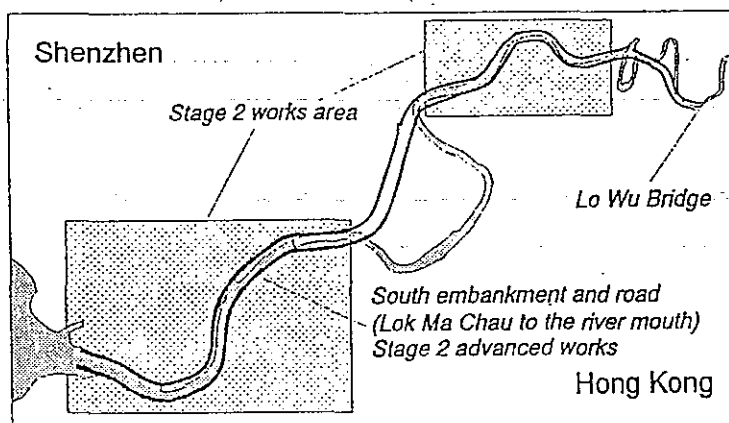 Shenzhen
Stage 2 works area
Lo Wu Bridge
South embankment and road
(Lok Ma Chau to the river mouth)
Stage 2 advanced works
Hong Kong